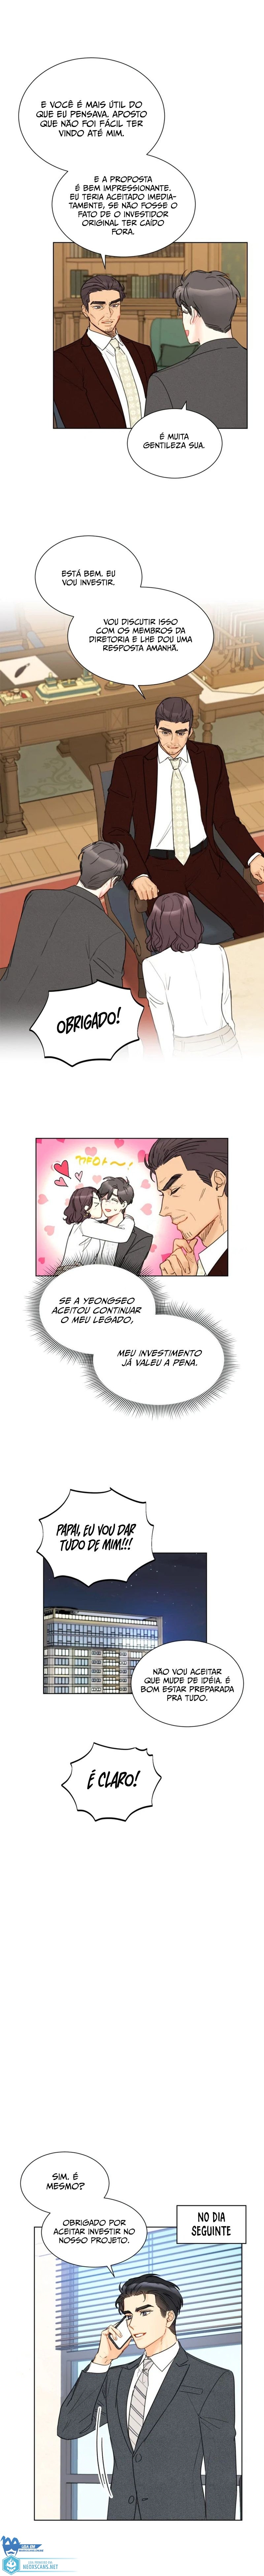 E VOCÊ É MAIS ÚTIL DO
QUE EU PENSAVA. APOSTO
QUE NÃO FOI FÁCIL TER
VINDO ATÉ MIM.
E A PROPOSTA
É BEM IMPRESSIONANTE.
EU TERIA ACEITADO IMEDIA-
TAMENTE, SE NÃO FOSSE O
FATO DE O INVESTIDOR
ORIGINAL TER CAÍDO
FORA.
É MUITA
GENTILEZA SUA.
ESTÁ BEM. EU
VOU INVESTIR.
VOU DISCUTIR ISSO
COM OS MEMBROS DA
DIRETORIA E LHE DOU UMA
RESPOSTA AMANHÃ.
OBRIGADO!
SE A YEONGSEO
ACEITOU CONTINUAR
O MEU LEGADO,
MEU INVESTIMENTO
JÁ VALEU A PENA.
PAPAI, EU VOU DAR
TUDO DE MIM!!!
NÃO VOU ACEITAR
QUE MUDE DE IDÉIA. É
BOM ESTAR PREPARADA
PRA TUDO.
É CLARO!
SIM. É
MESMO?
NO DIA
SEGUINTE
OBRIGADO POR
ACEITAR INVESTIR NO
NOSSO PROJETO.
LEIA EM
NEOXSCANS.NET